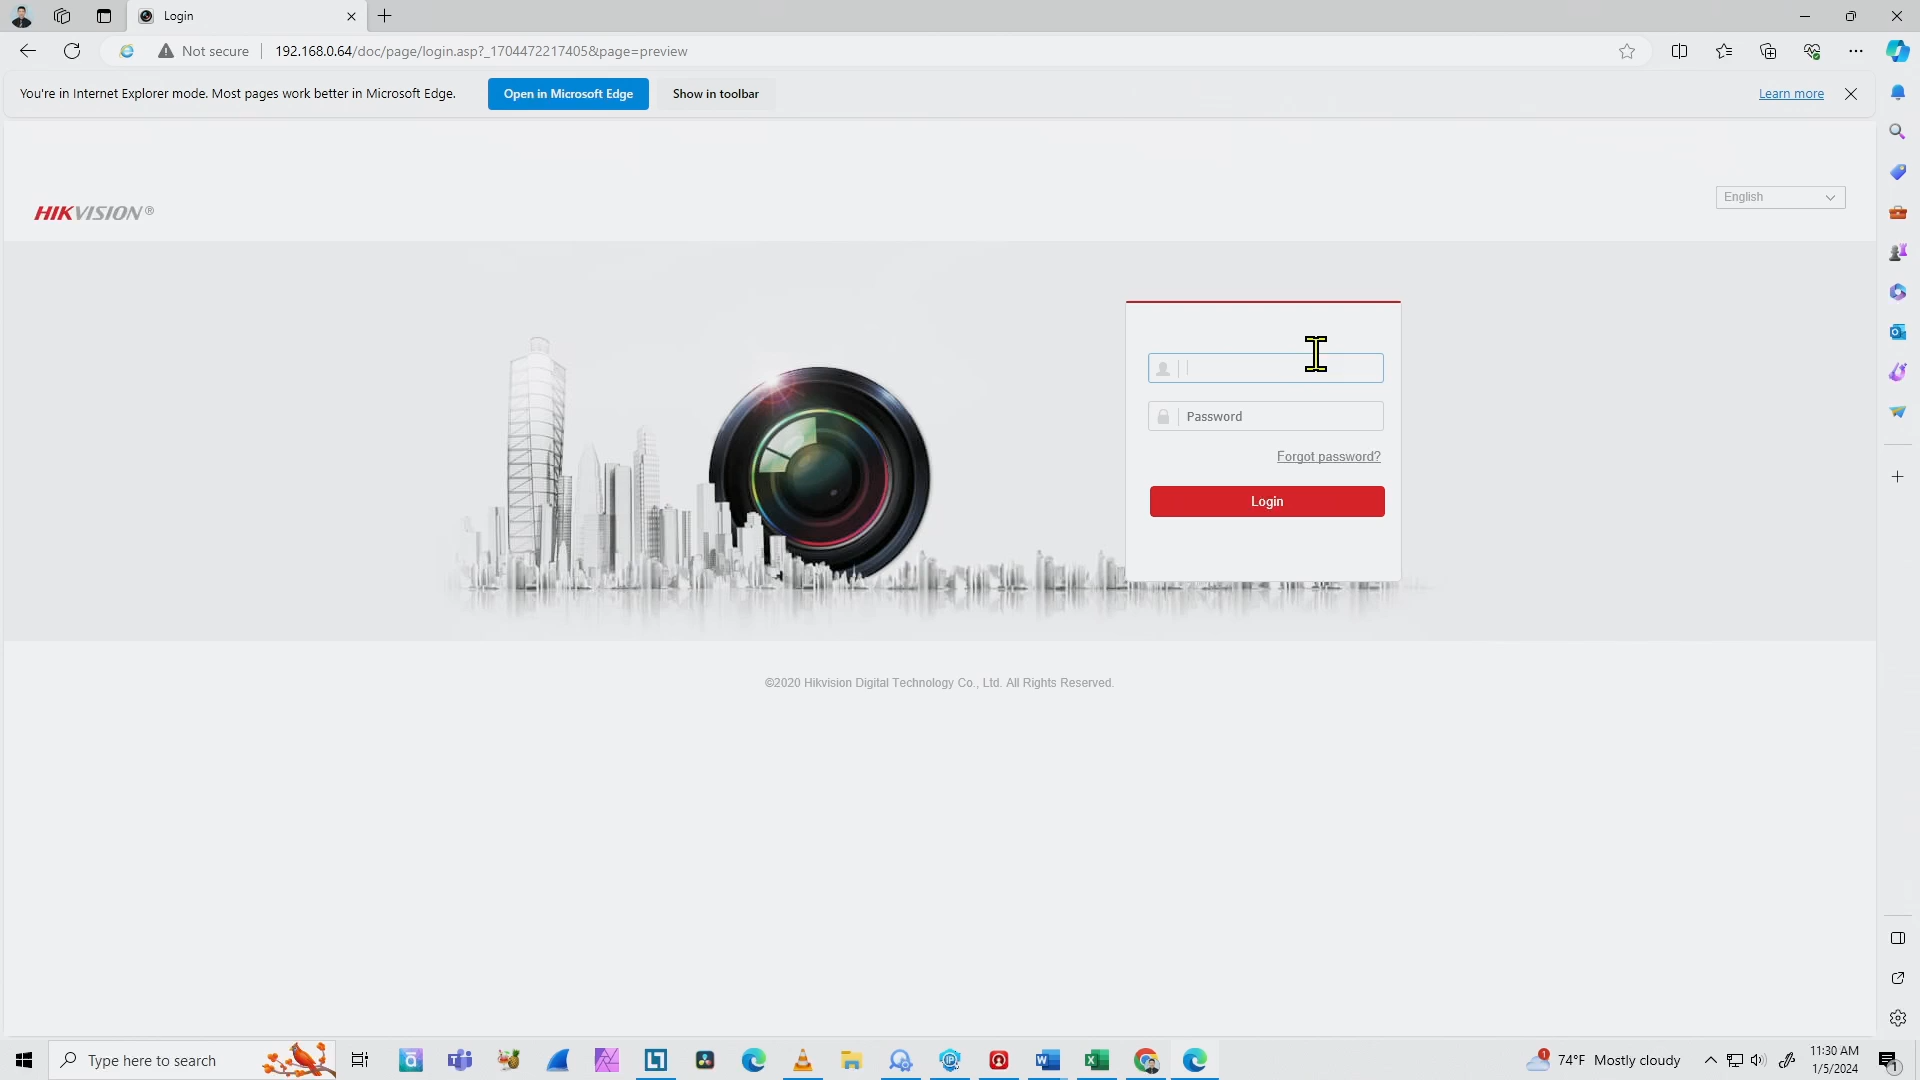 Login
Not secure
192.168.0.64/doc/page/login.asp?_1704472217405&page=preview
You're in Internet Explorer mode. Most pages work better in Microsoft Edge.
Open in Microsoft Edge
Show in toolbar
Learn more
HIKVISION®
English
Password
Forgot password?
Login
©2020 Hikvision Digital Technology Co., Ltd. All Rights Reserved.
Type here to search
74°F Mostly cloudy
11:30 AM
1/5/2024